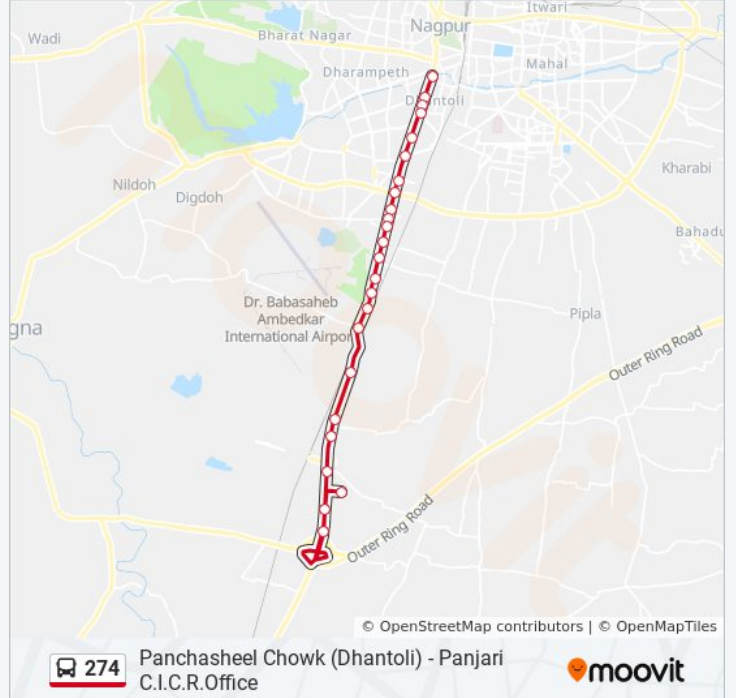 Itwari
Nagpur
Wadi
Bharat Nagar
Mahal
Dharampeth
Dhantoli
Kharabi
Nildoh
Digdoh
Bahadu
Dr. Babasaheb
Ambedkar
International Airpor
Pipla
gna
Outer Ring Road
Outer Ring Road
© OpenStreetMap contributors | © OpenMapTiles
274
Panchasheel Chowk (Dhantoli) - Panjari
C.I.C.R.Office
moovit